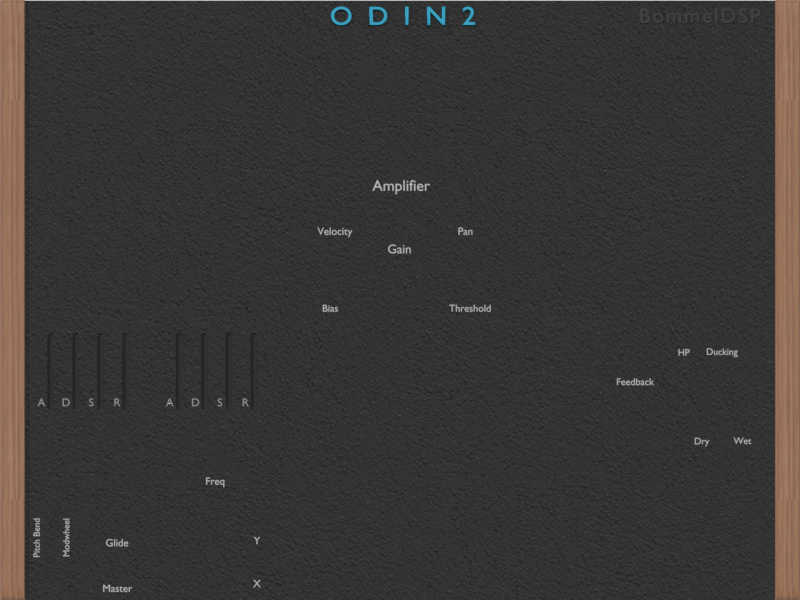 ODIN2
BommelDSP
Amplifier
Velocity
Pan
Gain
Bias
Threshold
HP
Ducking
Feedback
A D S R
A D S R
Dry
Wet
Freq
Pitch Bend
Modwheel
Glide
Y
X
Master